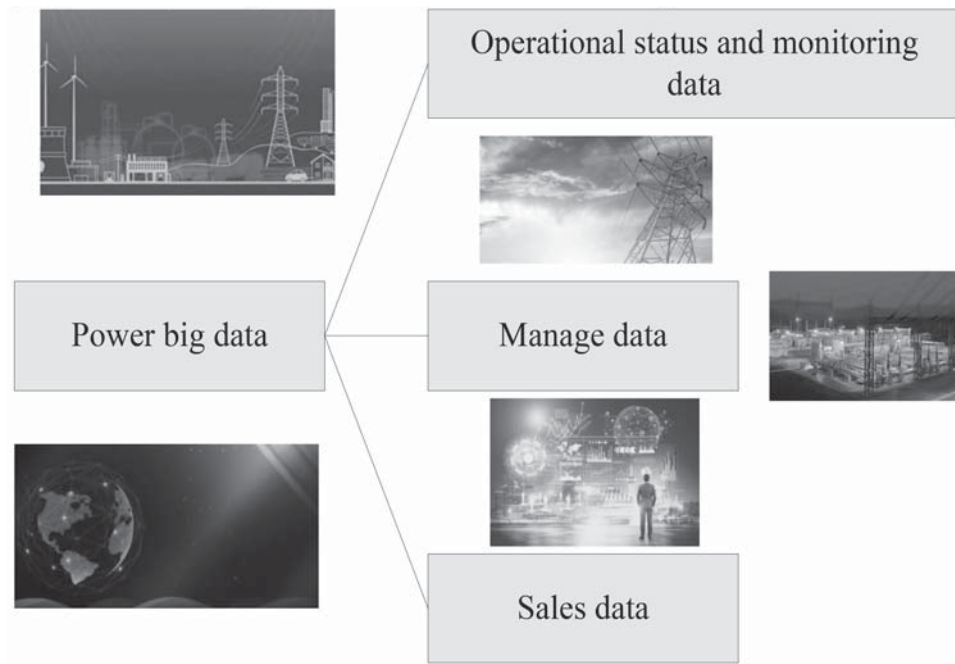 Operational status and monitoring
data
Power big data
Manage data
Sales data